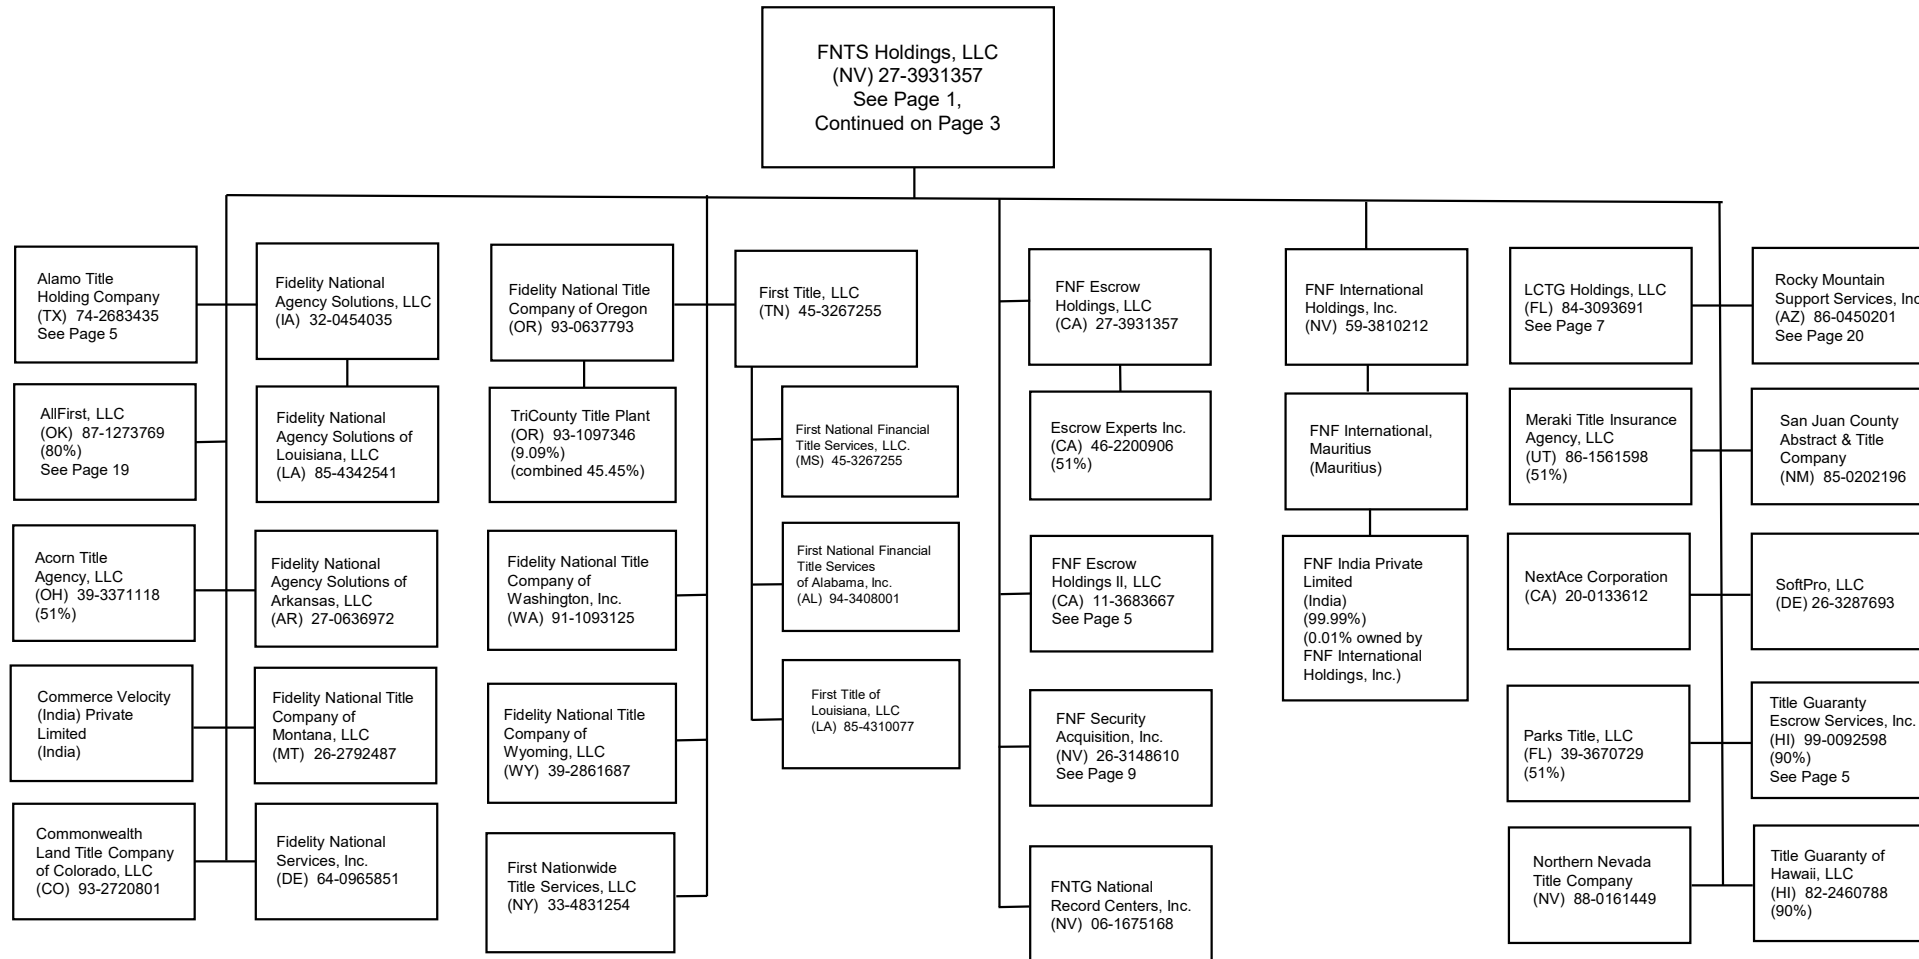 FNTS Holdings, LLC
(NV) 27-3931357
See Page 1,
Continued on Page 3
Alamo Title
Holding Company
(TX) 74-2683435
See Page 5
AllFirst, LLC
(OK) 87-1273769
(80%)
See Page 19
Acorn Title
Agency, LLC
(OH) 39-3371118
(51%)
Commerce Velocity
(India) Private
Limited
(India)
Commonwealth
Land Title Company
of Colorado, LLC
(CO) 93-2720801
Fidelity National
Agency Solutions, LLC
(IA) 32-0454035
Fidelity National
Agency Solutions of
Louisiana, LLC
(LA) 85-4342541
Fidelity National
Agency Solutions of
Arkansas, LLC
(AR) 27-0636972
Fidelity National Title
Company of
Montana, LLC
(MT) 26-2792487
Fidelity National
Services, Inc.
(DE) 64-0965851
Fidelity National Title
Company of Oregon
(OR) 93-0637793
TriCounty Title Plant
(OR) 93-1097346
(9.09%)
(combined 45.45%)
Fidelity National Title
Company of
Washington, Inc.
(WA) 91-1093125
Fidelity National Title
Company of
Wyoming, LLC
(WY) 39-2861687
First Nationwide
Title Services, LLC
(NY) 33-4831254
First Title, LLC
(TN) 45-3267255
First National Financial
Title Services, LLC.
(MS) 45-3267255
First National Financial
Title Services
of Alabama, Inc.
(AL) 94-3408001
First Title of
Louisiana, LLC
(LA) 85-4310077
FNF Escrow
Holdings, LLC
(CA) 27-3931357
Escrow Experts Inc.
(CA) 46-2200906
(51%)
FNF Escrow
Holdings II, LLC
(CA) 11-3683667
See Page 5
FNF Security
Acquisition, Inc.
(NV) 26-3148610
See Page 9
FNTG National
Record Centers, Inc.
(NV) 06-1675168
FNF International
Holdings, Inc.
(NV) 59-3810212
FNF International,
Mauritius
(Mauritius)
FNF India Private
Limited
(India)
(99.99%)
(0.01% owned by
FNF International
Holdings, Inc.)
LCTG Holdings, LLC
(FL) 84-3093691
See Page 7
Meraki Title Insurance
Agency, LLC
(UT) 86-1561598
(51%)
NextAce Corporation
(CA) 20-0133612
Parks Title, LLC
(FL) 39-3670729
(51%)
Northern Nevada
Title Company
(NV) 88-0161449
Rocky Mountain
Support Services, Inc
(AZ) 86-0450201
See Page 20
San Juan County
Abstract & Title
Company
(NM) 85-0202196
SoftPro, LLC
(DE) 26-3287693
Title Guaranty
Escrow Services, Inc.
(HI) 99-0092598
(90%)
See Page 5
Title Guaranty of
Hawaii, LLC
(HI) 82-2460788
(90%)